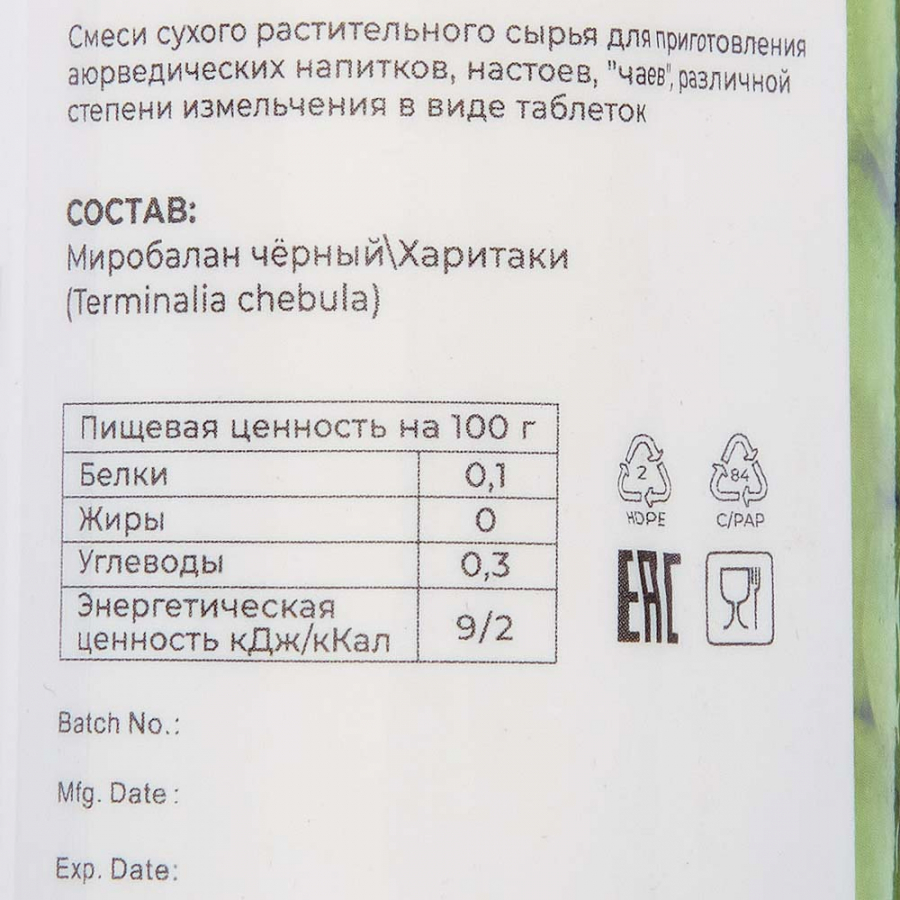 Смеси сухого растительного сырья для приготовления
аюрведических напитков, настоев, "чаев", различной
степени измельчения в виде таблеток
СОСТАВ:
Миробалан чёрный\Харитаки
(Terminalia chebula)
Пищевая ценность на 100 г
Белки 0,1
Жиры 0
Углеводы 0,3
Энергетическая
ценность кДж/кКал 9/2
2
HDPE
84
C/PAP
EAC
Batch No.:
Mfg. Date :
Exp. Date: